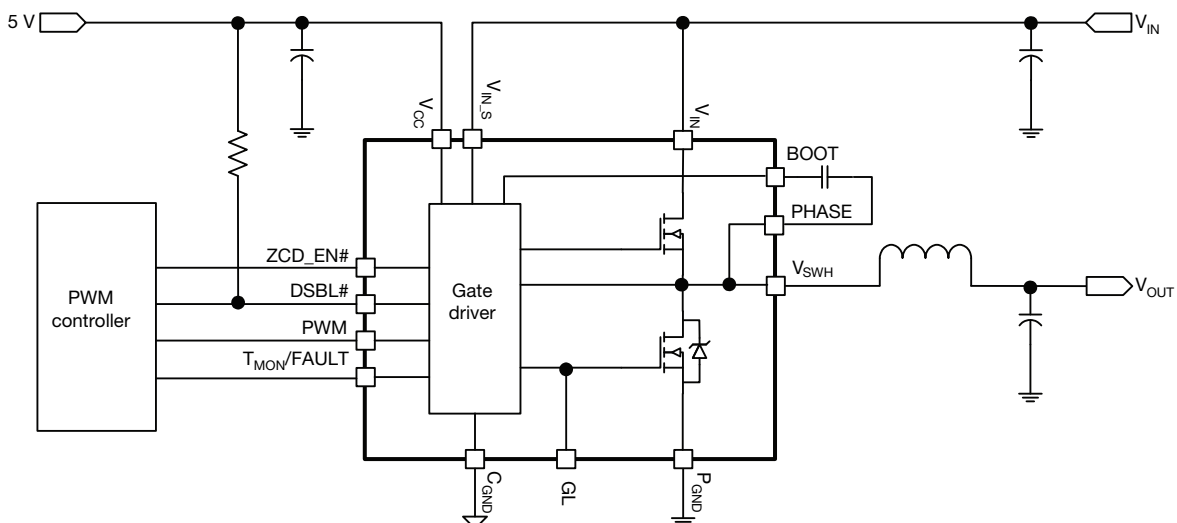 5 V
V_IN
V_CC
V_IN_S
V_IN
BOOT
PHASE
ZCD_EN#
V_SWH
PWM
controller
DSBL#
Gate
driver
V_OUT
PWM
T_MON/FAULT
C_GND
GL
P_GND